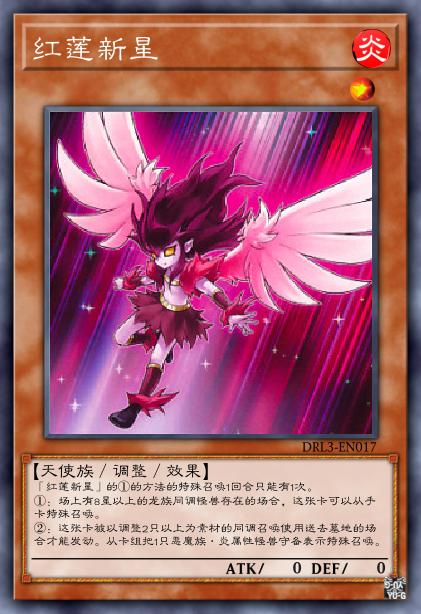 红莲新星
炎
DRL3-EN017
【天使族／调整／效果】
「红莲新星」的①的方法的特殊召唤1回合只能有1次。
①：场上有8星以上的龙族同调怪兽存在的场合，这张卡可以从手
卡特殊召唤。
②：这张卡被以调整2只以上为素材的同调召唤使用送去墓地的场
合才能发动。从卡组把1只恶魔族・炎属性怪兽守备表示特殊召唤。
ATK/ 0 DEF/ 0